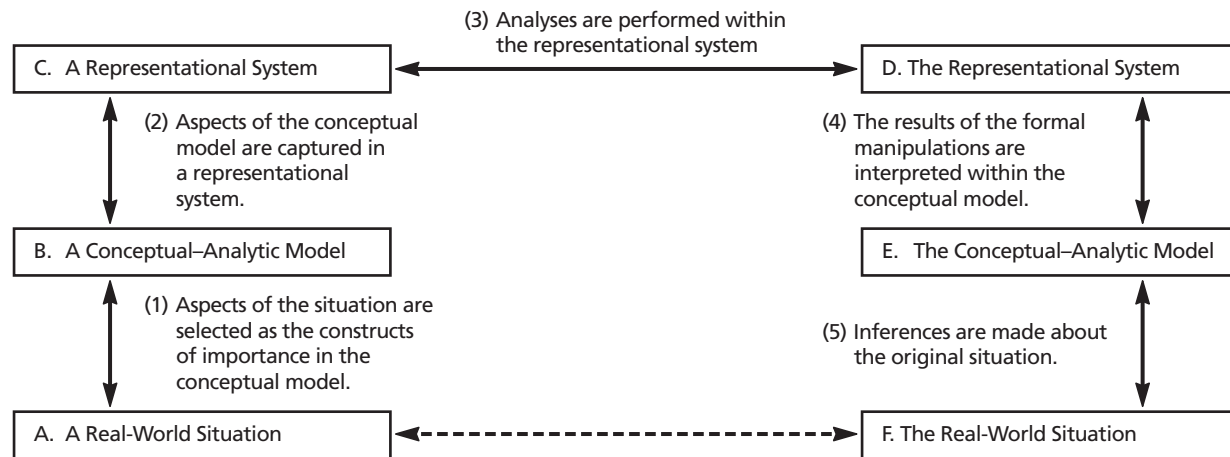 (3) Analyses are performed within
the representational system
C. A Representational System
D. The Representational System
(2) Aspects of the conceptual
model are captured in
a representational
system.
(4) The results of the formal
manipulations are
interpreted within the
conceptual model.
B. A Conceptual–Analytic Model
E. The Conceptual–Analytic Model
(1) Aspects of the situation are
selected as the constructs
of importance in the
conceptual model.
(5) Inferences are made about
the original situation.
A. A Real-World Situation
F. The Real-World Situation